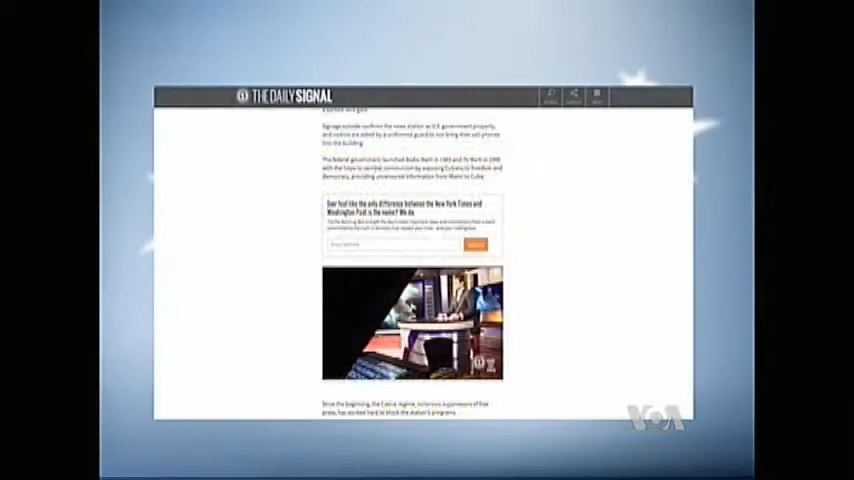 THE DAILY SIGNAL
Signage outside confirms the news station as U.S. government property,
and visitors are asked by a uniformed guard to not bring their cell phones
into the building.
The federal government launched Radio Martí in 1983 and TV Martí in 1990
with the hope to combat communism by exposing Cubans to freedom and
democracy, providing uncensored information from Miami to Cuba.
Ever feel like the only difference between the New York Times and
Washington Post is the name? We do.
Since the beginning, the Castro regime, notorious suppressors of free
press, has worked hard to block the station's programs.
VOA